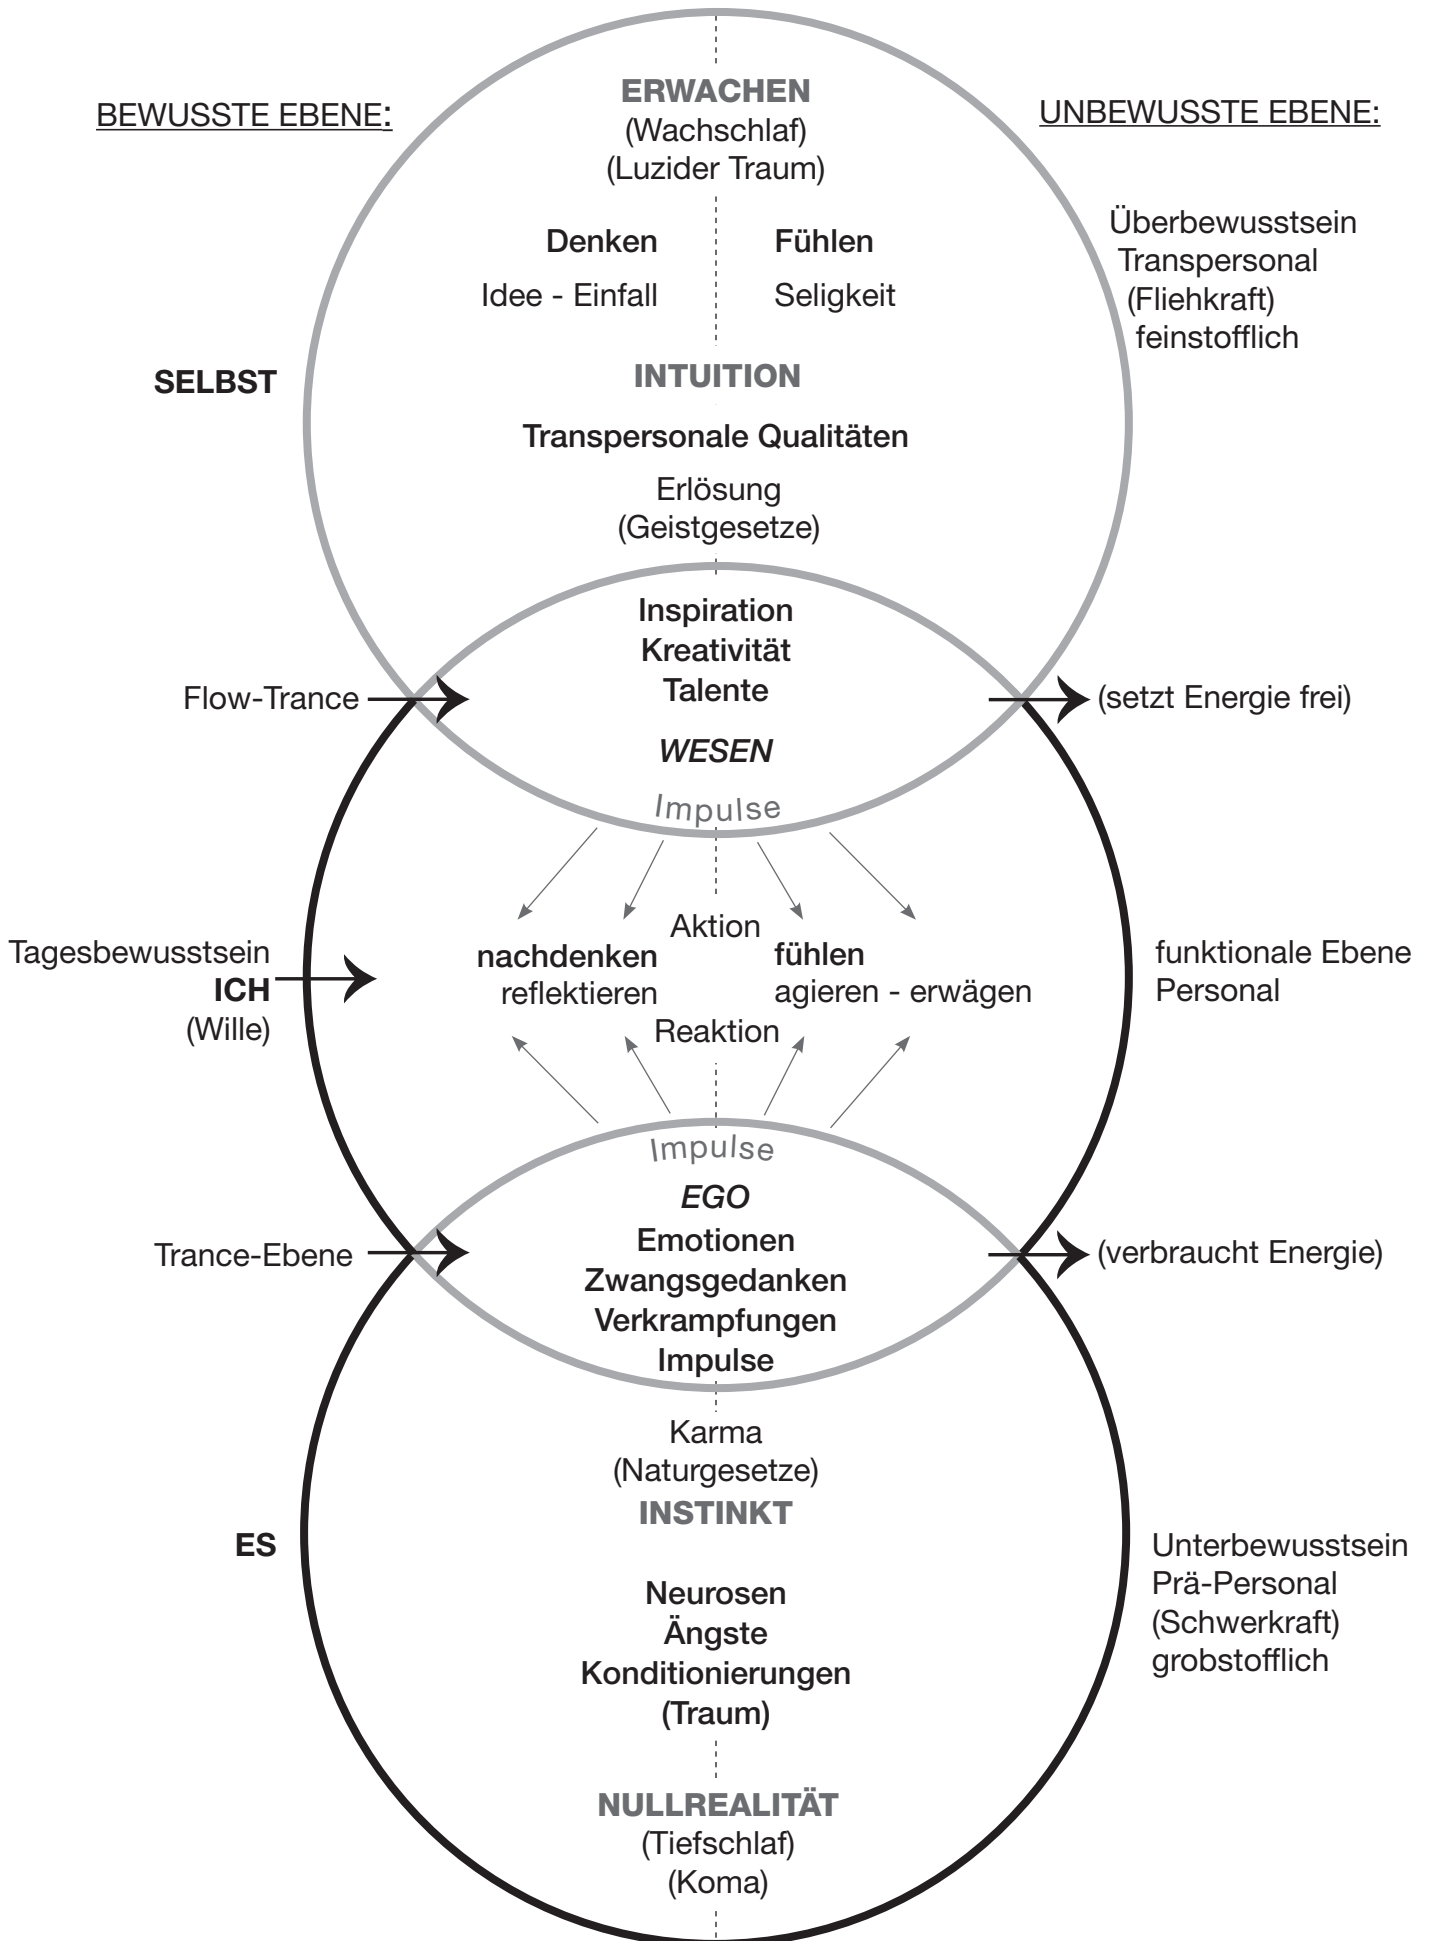 BEWUSSTE EBENE:
UNBEWUSSTE EBENE:
ERWACHEN
(Wachschlaf)
(Luzider Traum)
Denken
Fühlen
Idee - Einfall
Seligkeit
Überbewusstsein
Transpersonal
(Fliehkraft)
feinstofflich
SELBST
INTUITION
Transpersonale Qualitäten
Erlösung
(Geistgesetze)
Inspiration
Kreativität
Talente
Flow-Trance
(setzt Energie frei)
WESEN
Impulse
Aktion
Tagesbewusstsein
ICH
(Wille)
nachdenken
reflektieren
fühlen
agieren - erwägen
funktionale Ebene
Personal
Reaktion
Impulse
EGO
Emotionen
Zwangsgedanken
Verkrampfungen
Impulse
Trance-Ebene
(verbraucht Energie)
Karma
(Naturgesetze)
INSTINKT
ES
Neurosen
Ängste
Konditionierungen
(Traum)
Unterbewusstsein
Prä-Personal
(Schwerkraft)
grobstofflich
NULLREALITÄT
(Tiefschlaf)
(Koma)